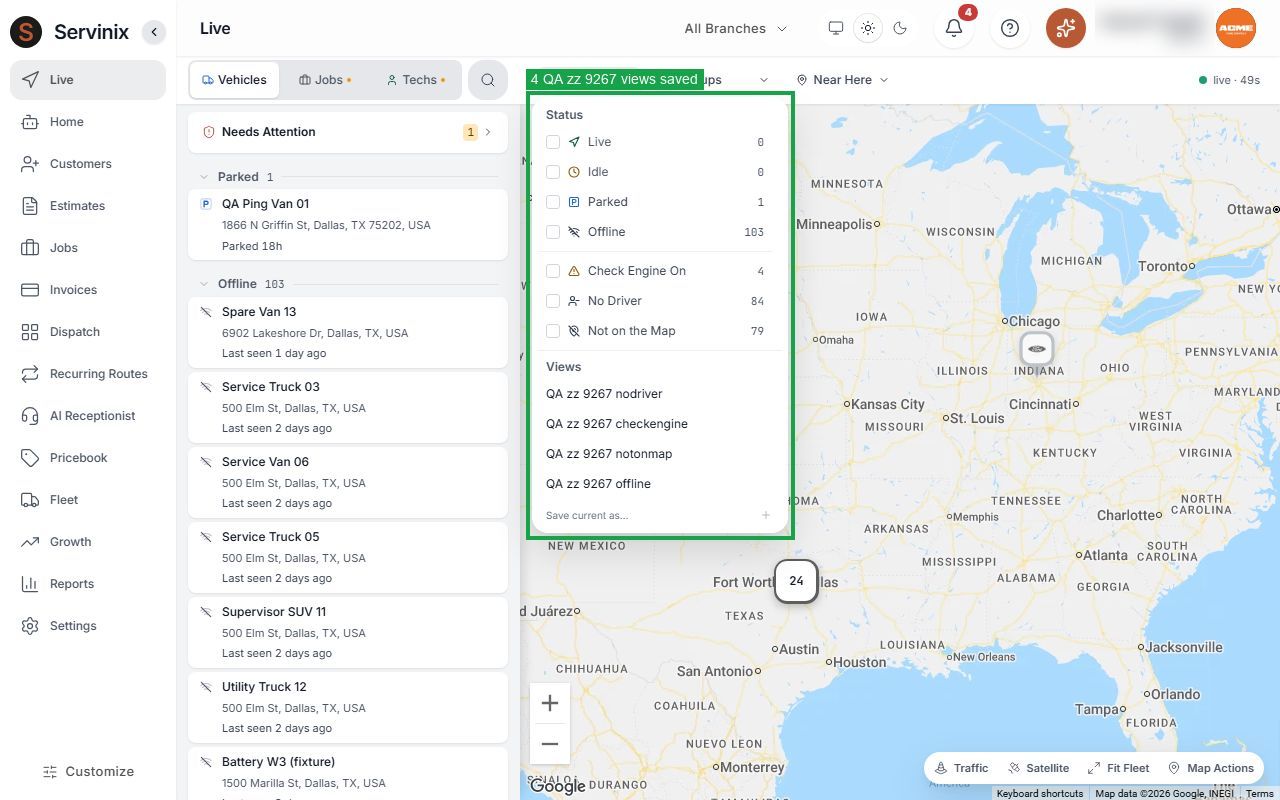 S
Servinix
Live
Home
Customers
Estimates
Jobs
Invoices
Dispatch
Recurring Routes
AI Receptionist
Pricebook
Fleet
Growth
Reports
Settings
Customize
Live
All Branches
4
ACME
Vehicles
Jobs
Techs
Near Here
live · 49s
4 QA zz 9267 views saved
Needs Attention
1
Parked 1
P
QA Ping Van 01
1866 N Griffin St, Dallas, TX 75202, USA
Parked 18h
Offline 103
Spare Van 13
6902 Lakeshore Dr, Dallas, TX, USA
Last seen 1 day ago
Service Truck 03
500 Elm St, Dallas, TX, USA
Last seen 2 days ago
Service Van 06
500 Elm St, Dallas, TX, USA
Last seen 2 days ago
Service Truck 05
500 Elm St, Dallas, TX, USA
Last seen 2 days ago
Supervisor SUV 11
500 Elm St, Dallas, TX, USA
Last seen 2 days ago
Utility Truck 12
500 Elm St, Dallas, TX, USA
Last seen 2 days ago
Battery W3 (fixture)
1500 Marilla St, Dallas, TX, USA
Status
Live 0
Idle 0
Parked 1
Offline 103
Check Engine On 4
No Driver 84
Not on the Map 79
Views
QA zz 9267 nodriver
QA zz 9267 checkengine
QA zz 9267 notonmap
QA zz 9267 offline
Save current as...
MINNESOTA
Minneapolis
WISCONSIN
Ottawa
MICHIGAN
Toronto
IOWA
Chicago
Omaha
PENNSYLVANIA
ILLINOIS
INDIANA
OHIO
MARYLAND
Kansas City
St. Louis
Cincinnati
MISSOURI
WEST
VIRGINIA
KENTUCKY
VIRGINIA
TENNESSEE
NORTH
CAROLINA
Memphis
Charlotte
ARKANSAS
NEW MEXICO
MISSISSIPPI
Atlanta
SOUTH
CAROLINA
ALABAMA
GEORGIA
24
TEXAS
Austin
LOUISIANA
Jacksonville
San Antonio
Houston
New Orleans
CHIHUAHUA
COAHUILA
Orlando
Tampa
FLORIDA
NUEVO LEON
Monterrey
DURANGO
Traffic
Satellite
Fit Fleet
Map Actions
Google
Keyboard shortcuts
Map data ©2026 Google, INEGI
Terms